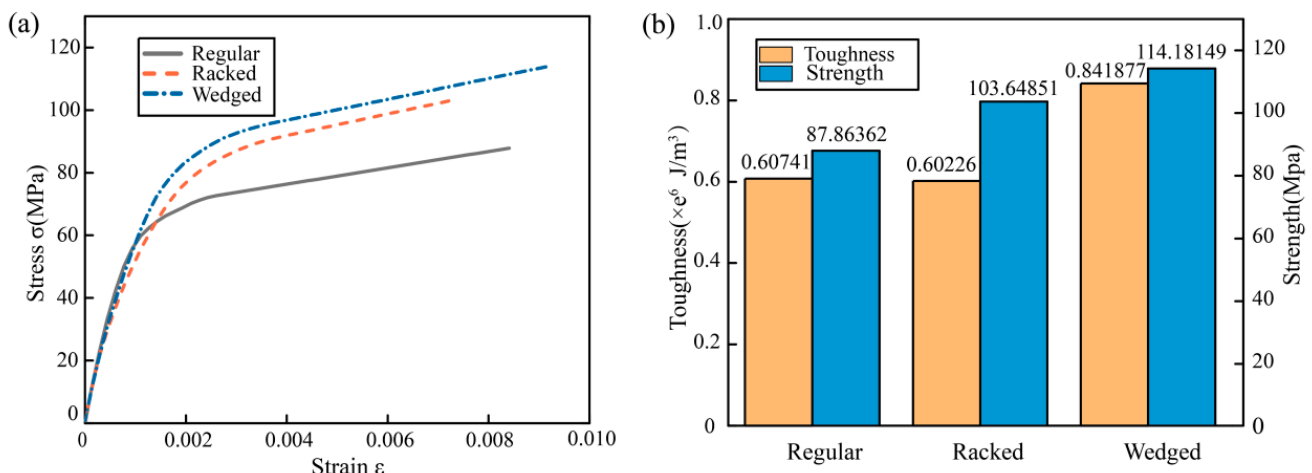 (a)
Stress σ(MPa)
120
100
80
60
40
20
0
Regular
Racked
Wedged
0
0.002
0.004
0.006
0.008
0.010
Strain ε
(b)
Toughness(×e⁶ J/m³)
1.0
0.8
0.6
0.4
0.2
0
Toughness
Strength
0.60741
87.86362
0.60226
103.64851
0.841877
114.18149
Regular
Racked
Wedged
120
100
80
60
40
20
0
Strength(Mpa)